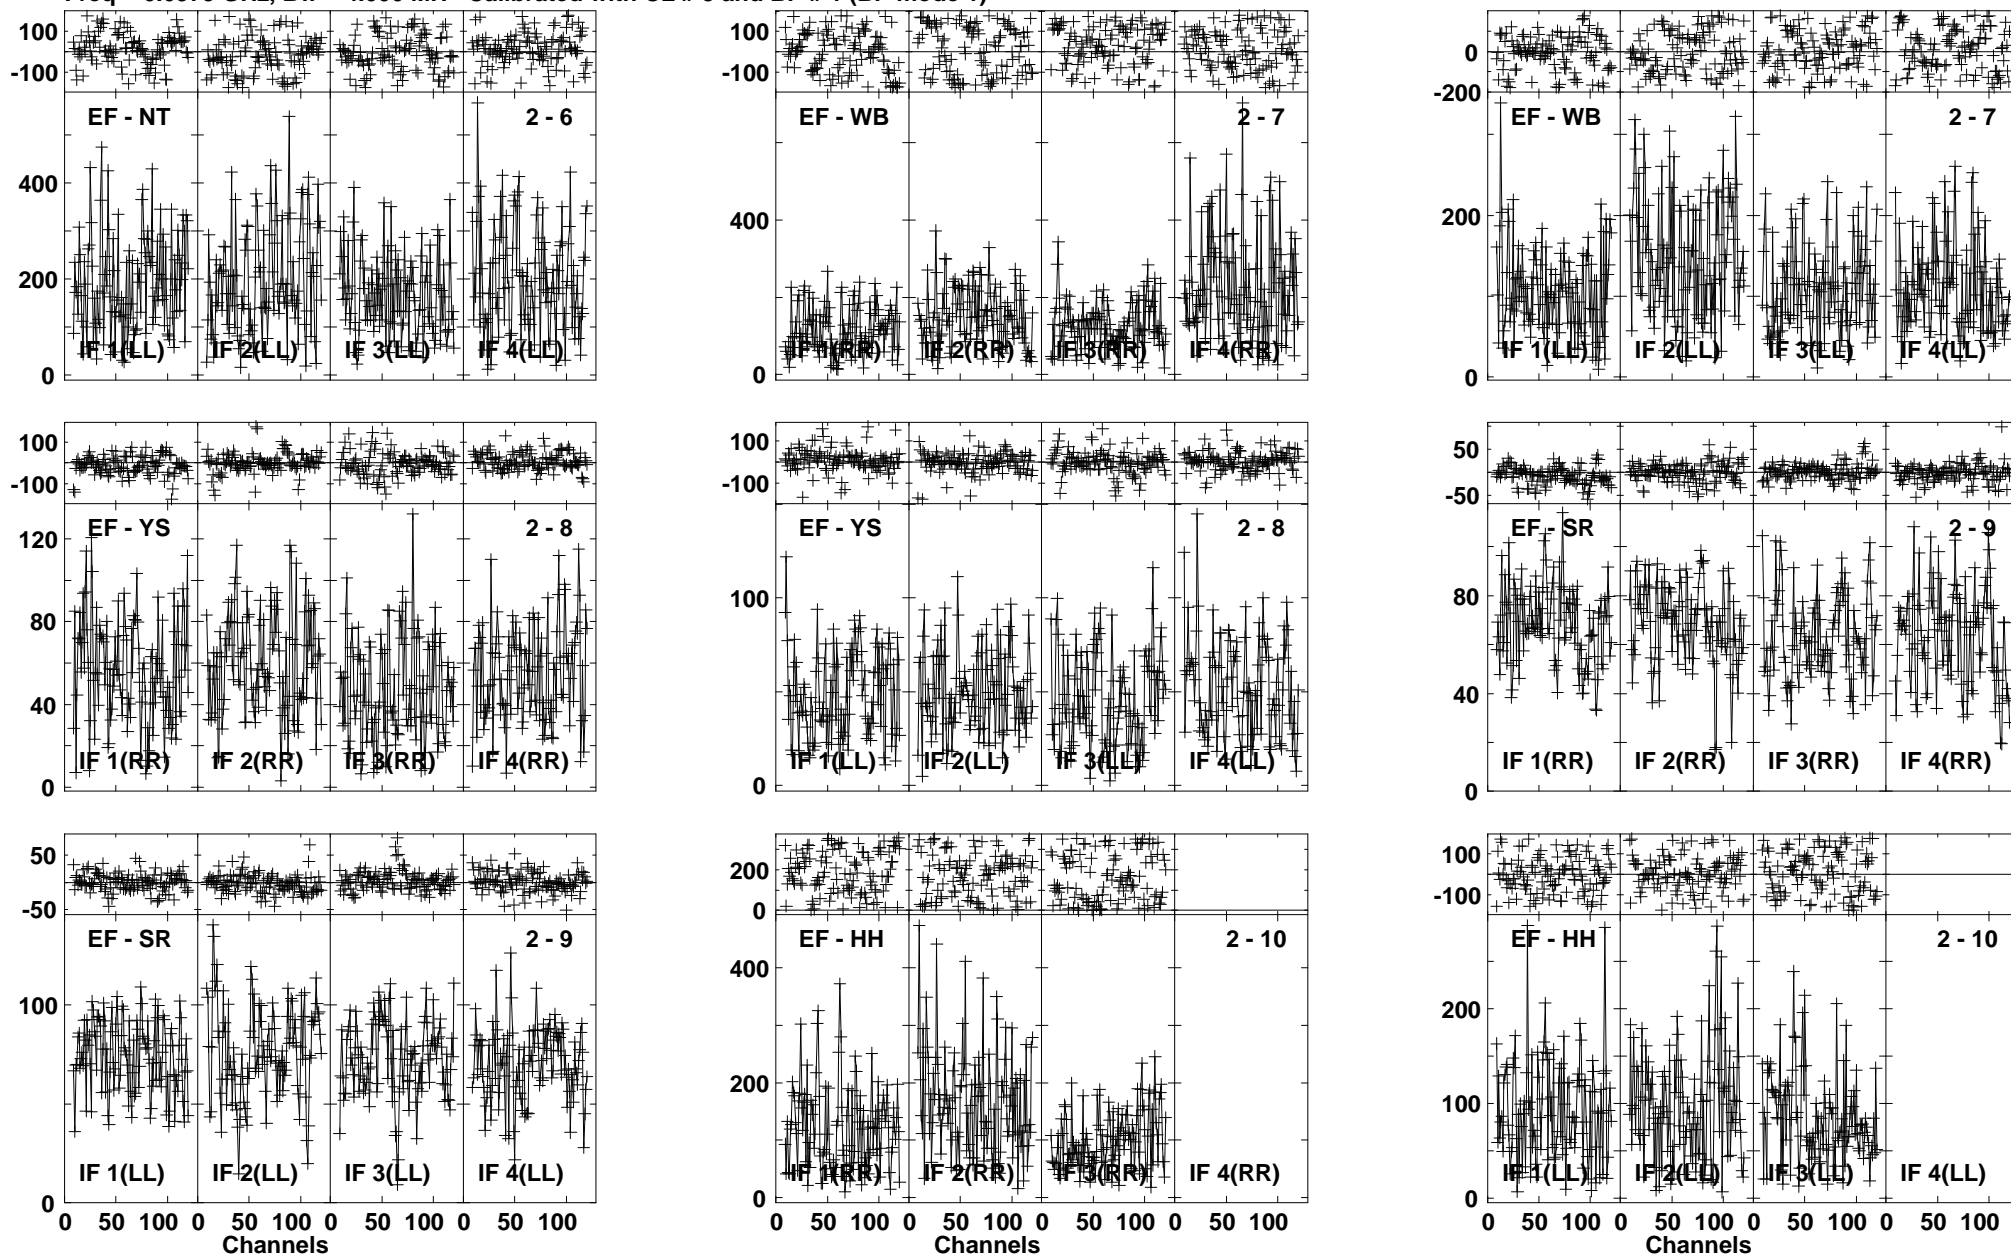 100 100 0
-100 -100 -200
EF - NT 2 - 6 EF - WB 2 - 7 EF - WB 2 - 7
400 400 200
200
IF 1(LL) IF 2(LL) IF 3(LL) IF 4(LL) IF 1(RR) IF 2(RR) IF 3(RR) IF 4(RR) IF 1(LL) IF 2(LL) IF 3(LL) IF 4(LL)
0 0 0
100 100 50
-100 -100 -50
EF - YS 2 - 8 EF - YS 2 - 8 EF - SR 2 - 9
120 100 80
80
40 40
IF 1(RR) IF 2(RR) IF 3(RR) IF 4(RR) IF 1(LL) IF 2(LL) IF 3(LL) IF 4(LL) IF 1(RR) IF 2(RR) IF 3(RR) IF 4(RR)
0 0 0
50 200 100
-50 0 -100
EF - SR 2 - 9 EF - HH 2 - 10 EF - HH 2 - 10
100 400 200
200 100
IF 1(LL) IF 2(LL) IF 3(LL) IF 4(LL) IF 1(RR) IF 2(RR) IF 3(RR) IF 4(RR) IF 1(LL) IF 2(LL) IF 3(LL) IF 4(LL)
0 0 0
0 50 100 0 50 100 0 50 100 0 50 100 0 50 100 0 50 100 0 50 100 0 50 100 0 50 100 0 50 100 0 50 100 0 50 100
Channels Channels Channels